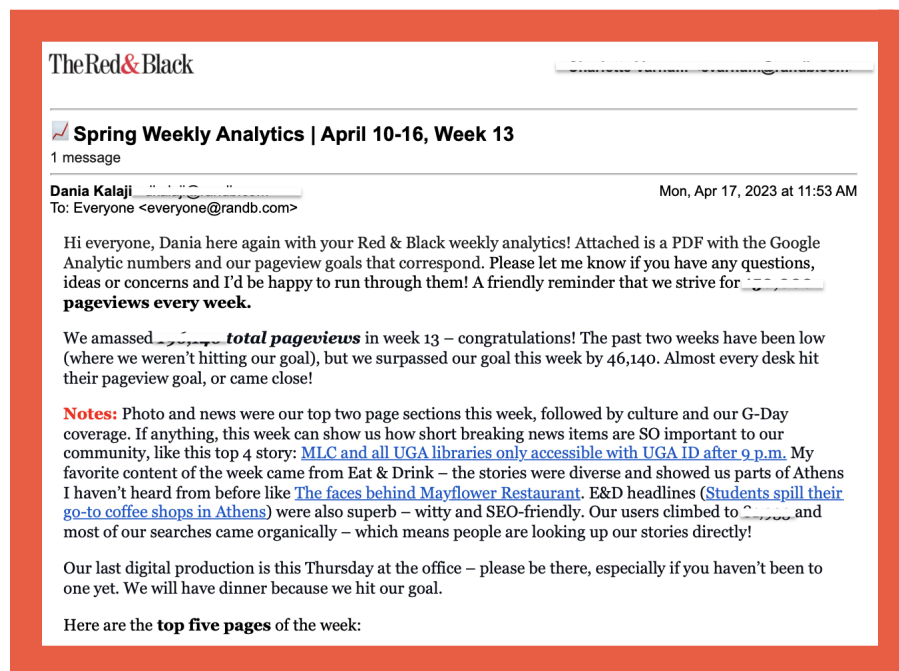 The Red&Black
📈 Spring Weekly Analytics | April 10-16, Week 13
1 message
Dania Kalaji
Mon, Apr 17, 2023 at 11:53 AM
To: Everyone <everyone@randb.com>
Hi everyone, Dania here again with your Red & Black weekly analytics! Attached is a PDF with the Google
Analytic numbers and our pageview goals that correspond. Please let me know if you have any questions,
ideas or concerns and I'd be happy to run through them! A friendly reminder that we strive for
pageviews every week.
We amassed total pageviews in week 13 – congratulations! The past two weeks have been low
(where we weren't hitting our goal), but we surpassed our goal this week by 46,140. Almost every desk hit
their pageview goal, or came close!
Notes: Photo and news were our top two page sections this week, followed by culture and our G-Day
coverage. If anything, this week can show us how short breaking news items are SO important to our
community, like this top 4 story: MLC and all UGA libraries only accessible with UGA ID after 9 p.m. My
favorite content of the week came from Eat & Drink – the stories were diverse and showed us parts of Athens
I haven't heard from before like The faces behind Mayflower Restaurant. E&D headlines (Students spill their
go-to coffee shops in Athens) were also superb – witty and SEO-friendly. Our users climbed to and
most of our searches came organically – which means people are looking up our stories directly!
Our last digital production is this Thursday at the office – please be there, especially if you haven't been to
one yet. We will have dinner because we hit our goal.
Here are the top five pages of the week: